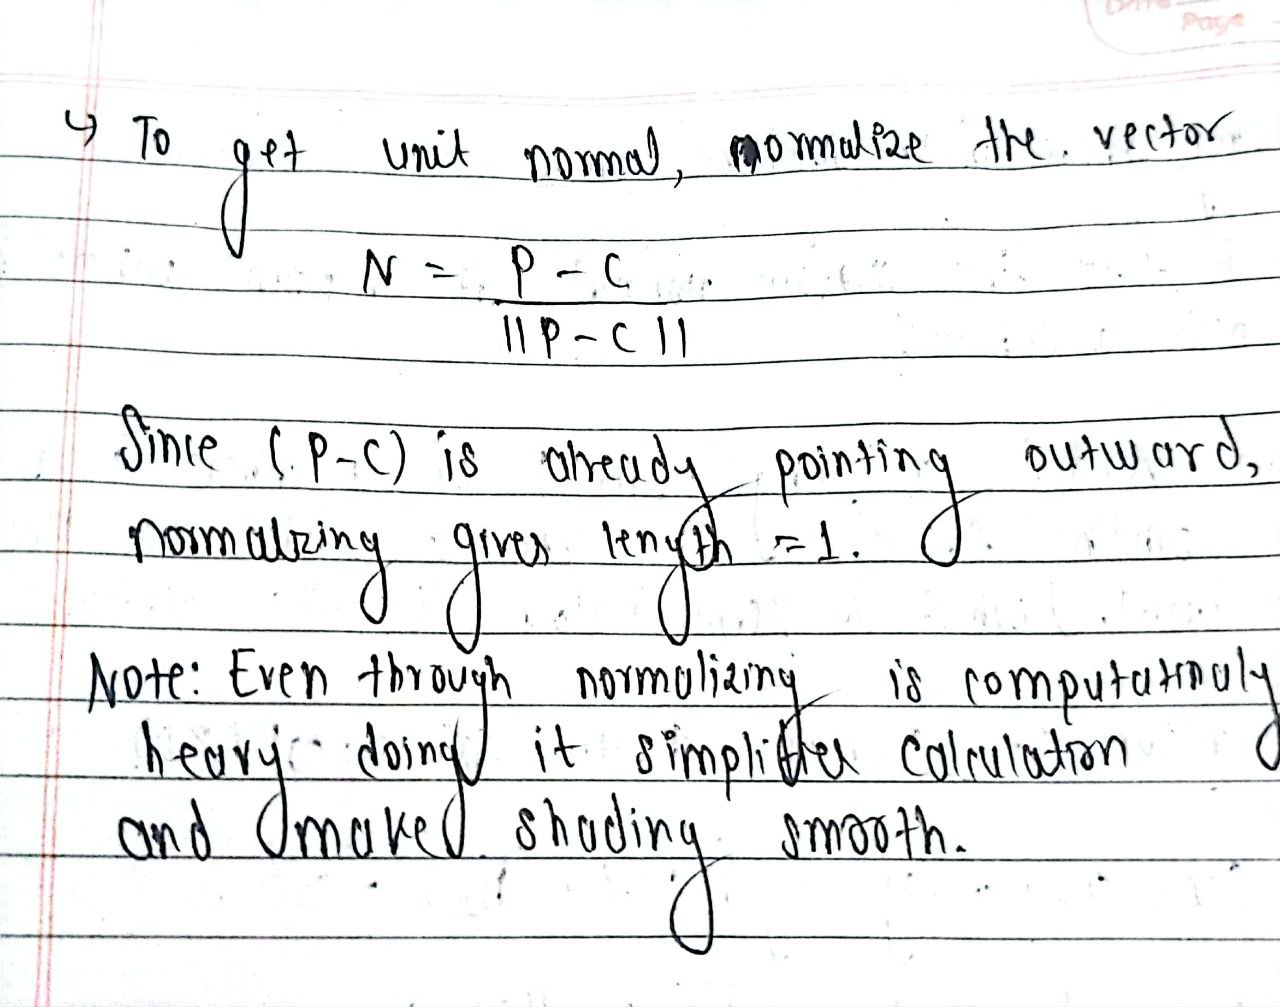 Date
Page
↳ To get unit normal, normalize the vector
N = P - C
||P - C||
Since (P-C) is already pointing outward,
normalizing gives length = 1.
Note: Even through normalizing is computationaly
heavy doing it simplifies calculation
and makes shading smooth.